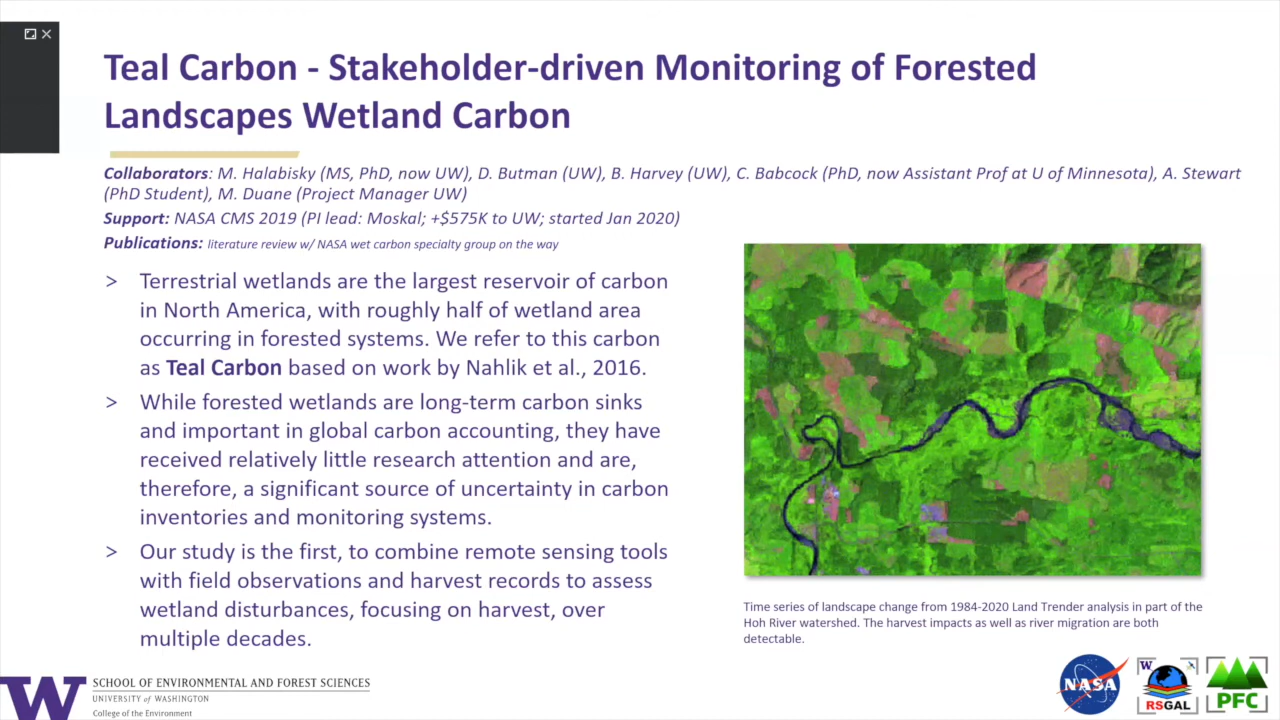 Teal Carbon - Stakeholder-driven Monitoring of Forested
Landscapes Wetland Carbon
Collaborators: M. Halabisky (MS, PhD, now UW), D. Butman (UW), B. Harvey (UW), C. Babcock (PhD, now Assistant Prof at U of Minnesota), A. Stewart
(PhD Student), M. Duane (Project Manager UW)
Support: NASA CMS 2019 (PI lead: Moskal; +$575K to UW; started Jan 2020)
Publications: literature review w/ NASA wet carbon specialty group on the way
> Terrestrial wetlands are the largest reservoir of carbon
in North America, with roughly half of wetland area
occurring in forested systems. We refer to this carbon
as Teal Carbon based on work by Nahlik et al., 2016.
> While forested wetlands are long-term carbon sinks
and important in global carbon accounting, they have
received relatively little research attention and are,
therefore, a significant source of uncertainty in carbon
inventories and monitoring systems.
> Our study is the first, to combine remote sensing tools
with field observations and harvest records to assess
wetland disturbances, focusing on harvest, over
multiple decades.
Time series of landscape change from 1984-2020 Land Trender analysis in part of the
Hoh River watershed. The harvest impacts as well as river migration are both
detectable.
W
SCHOOL OF ENVIRONMENTAL AND FOREST SCIENCES
UNIVERSITY of WASHINGTON
College of the Environment
NASA
W
RSGAL
PFC